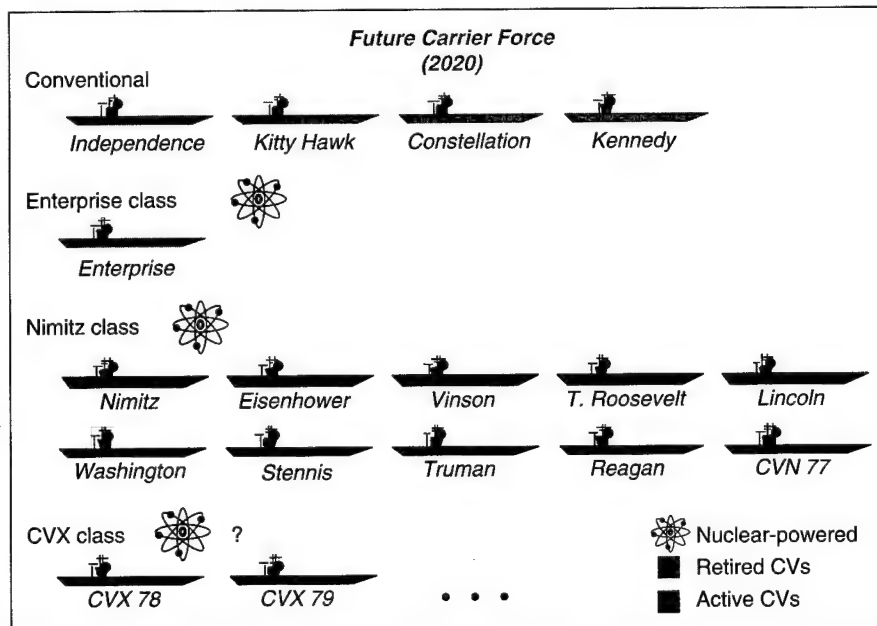 Future Carrier Force
(2020)
Conventional
Independence Kitty Hawk Constellation Kennedy
Enterprise class
Enterprise
Nimitz class
Nimitz Eisenhower Vinson T. Roosevelt Lincoln
Washington Stennis Truman Reagan CVN 77
CVX class ?
Nuclear-powered
Retired CVs
CVX 78 CVX 79 • • • Active CVs